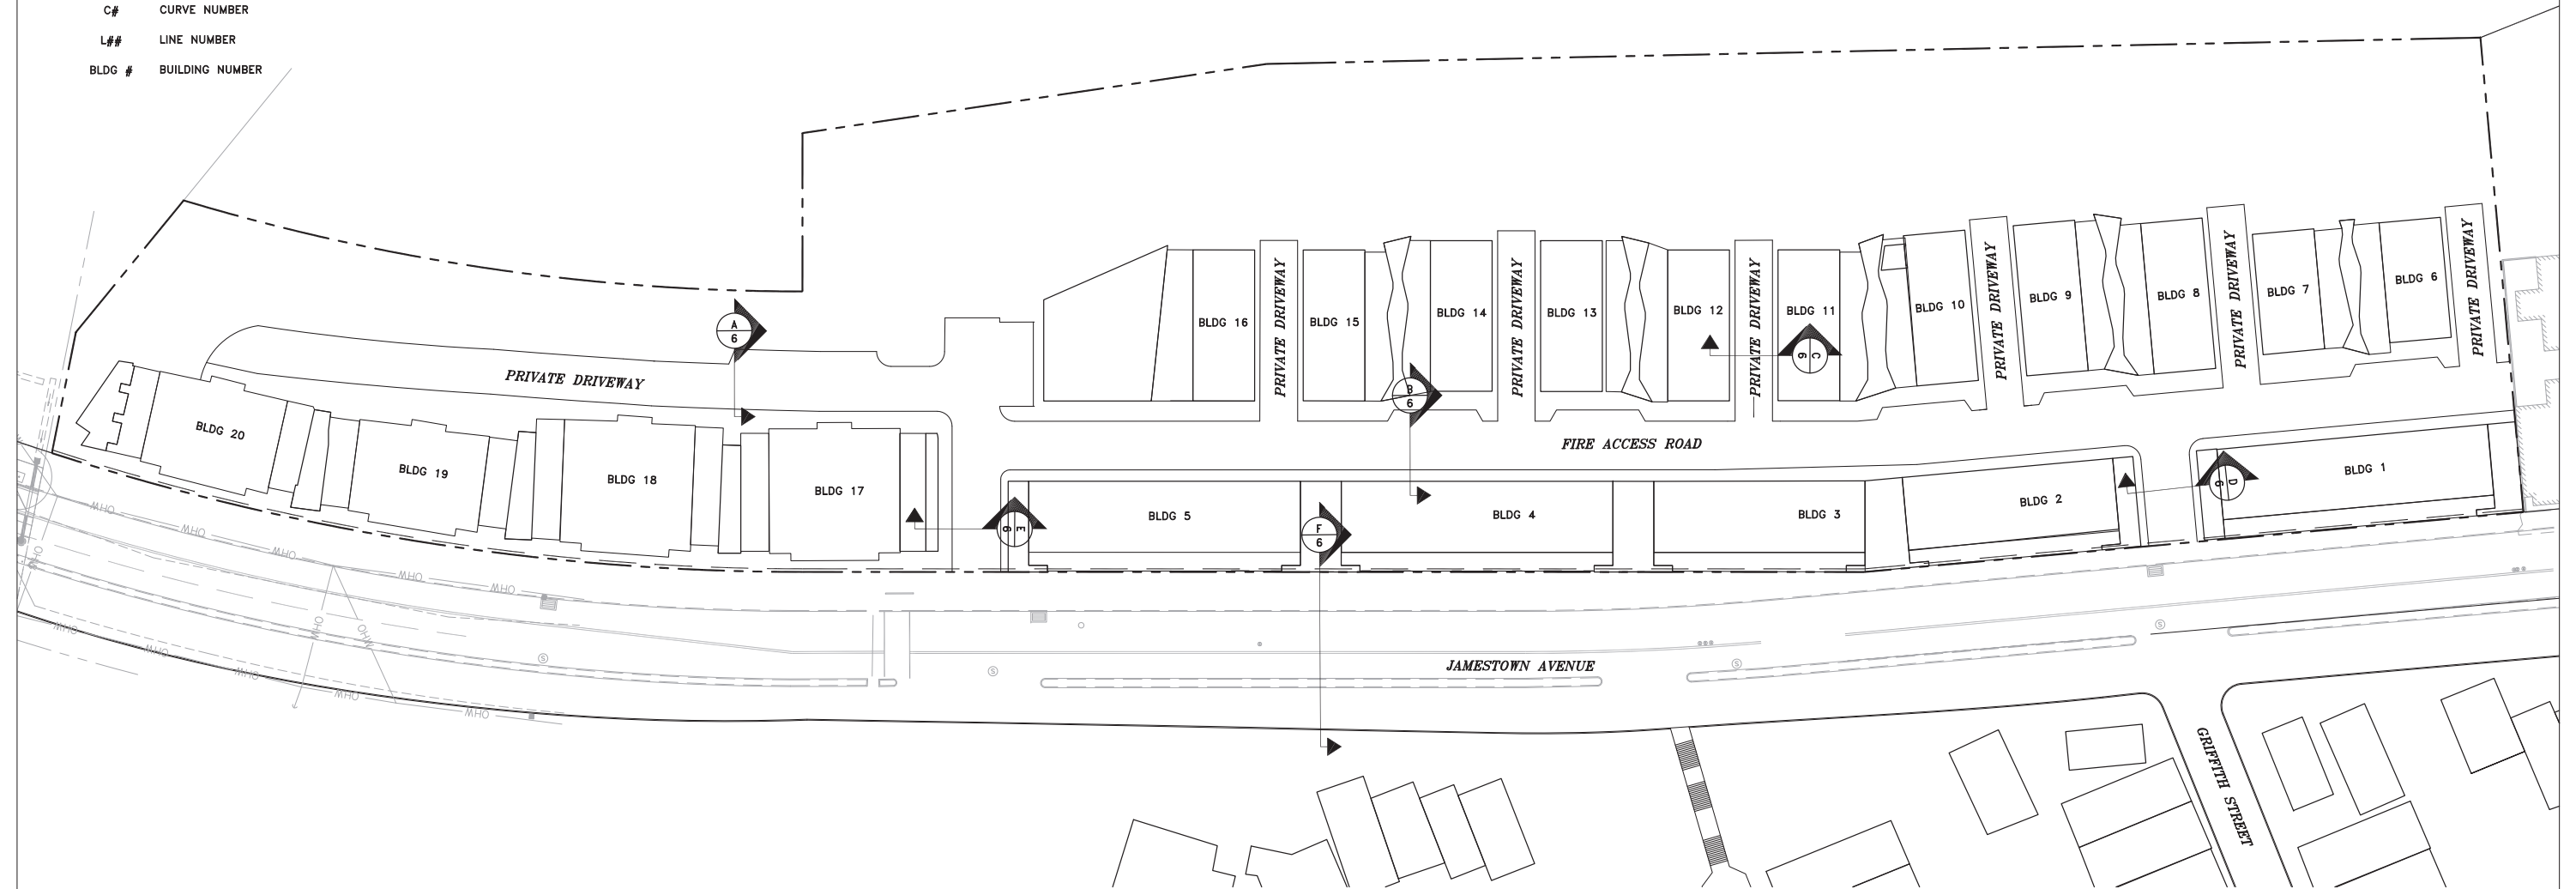 C# CURVE NUMBER
L## LINE NUMBER
BLDG # BUILDING NUMBER
BLDG 16
PRIVATE DRIVEWAY
BLDG 15
BLDG 14
PRIVATE DRIVEWAY
BLDG 13
BLDG 12
PRIVATE DRIVEWAY
BLDG 11
BLDG 10
PRIVATE DRIVEWAY
BLDG 9
BLDG 8
PRIVATE DRIVEWAY
BLDG 7
BLDG 6
PRIVATE DRIVEWAY
A
6
C
6
B
6
PRIVATE DRIVEWAY
FIRE ACCESS ROAD
BLDG 20
BLDG 19
BLDG 18
BLDG 17
E
6
BLDG 5
F
6
BLDG 4
BLDG 3
BLDG 2
D
6
BLDG 1
OHW
OHW
OHW
OHW
OHW
OHW
OHW
OHW
OHW
OHW
OHW
OHW
OHW
S
S
S
S
JAMESTOWN AVENUE
GRIFFITH STREET